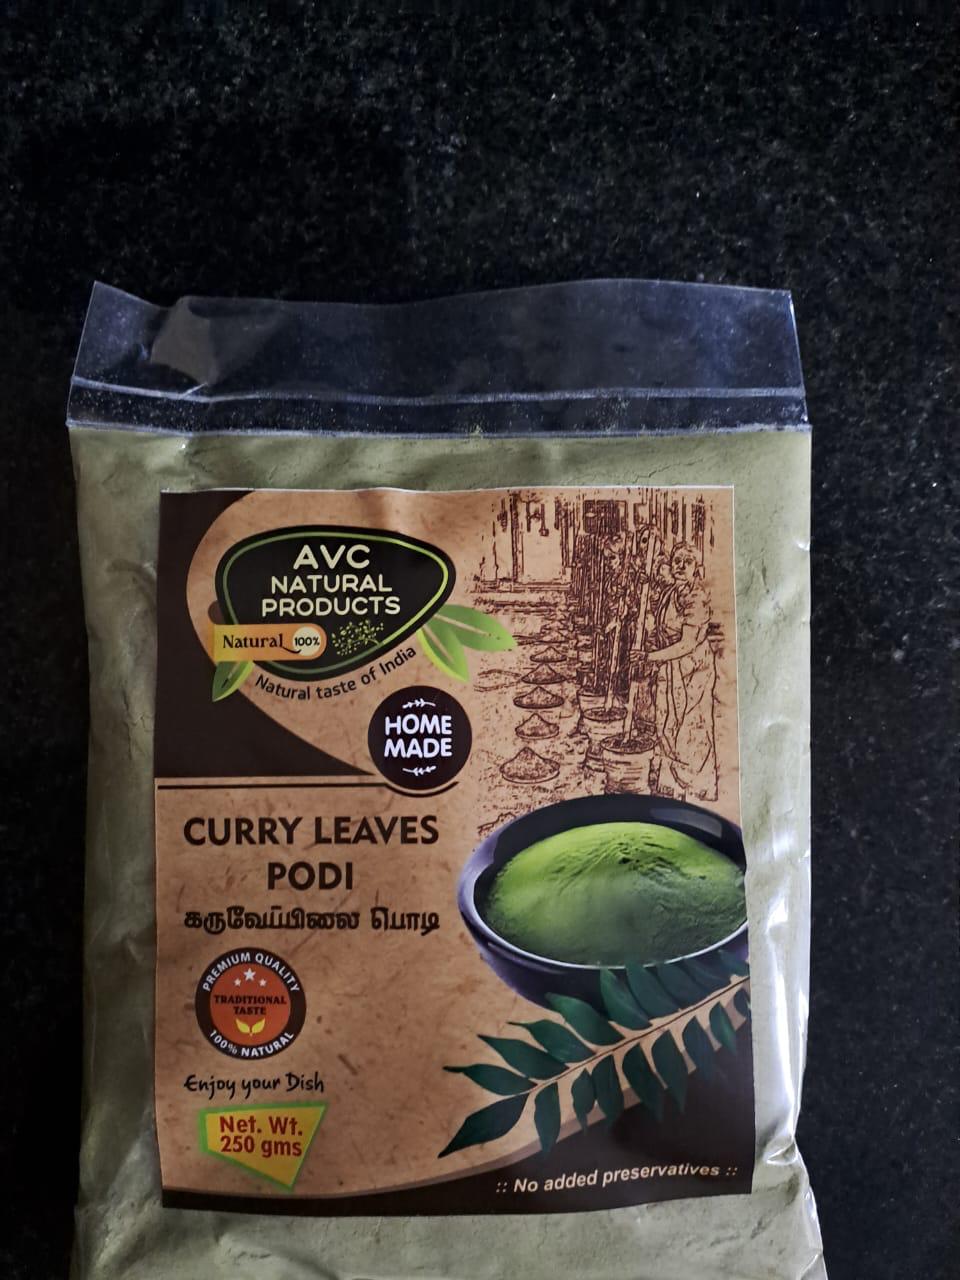 AVC
NATURAL
PRODUCTS
Natural 100%
Natural taste of India
HOME
MADE
CURRY LEAVES
PODI
கருவேப்பிலை பொடி
PREMIUM QUALITY
TRADITIONAL
TASTE
100% NATURAL
Enjoy your Dish
Net. Wt.
250 gms
:: No added preservatives ::